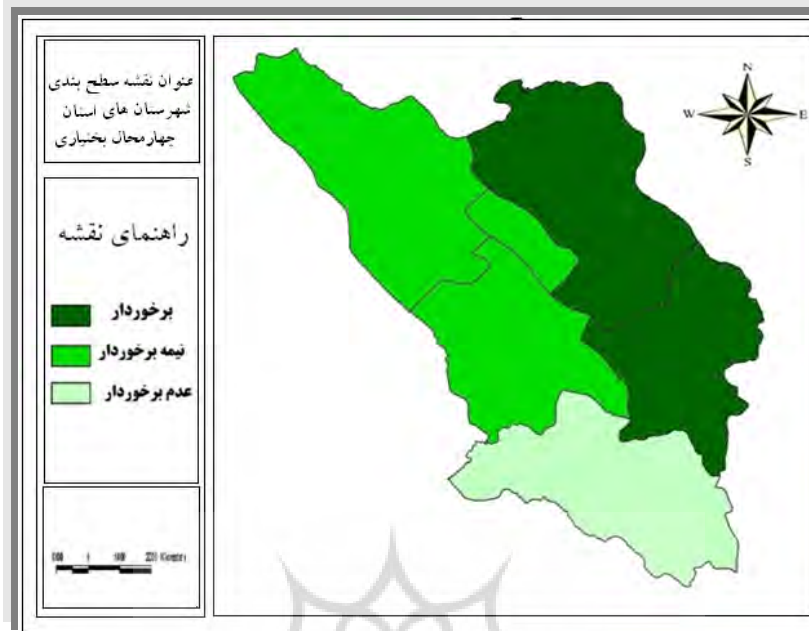 عنوان نقشه سطح بندی
شهرستان های استان
چهارمحال بختیاری
راهنمای نقشه
برخوردار
نیمه برخوردار
عدم برخوردار
N
W
E
S